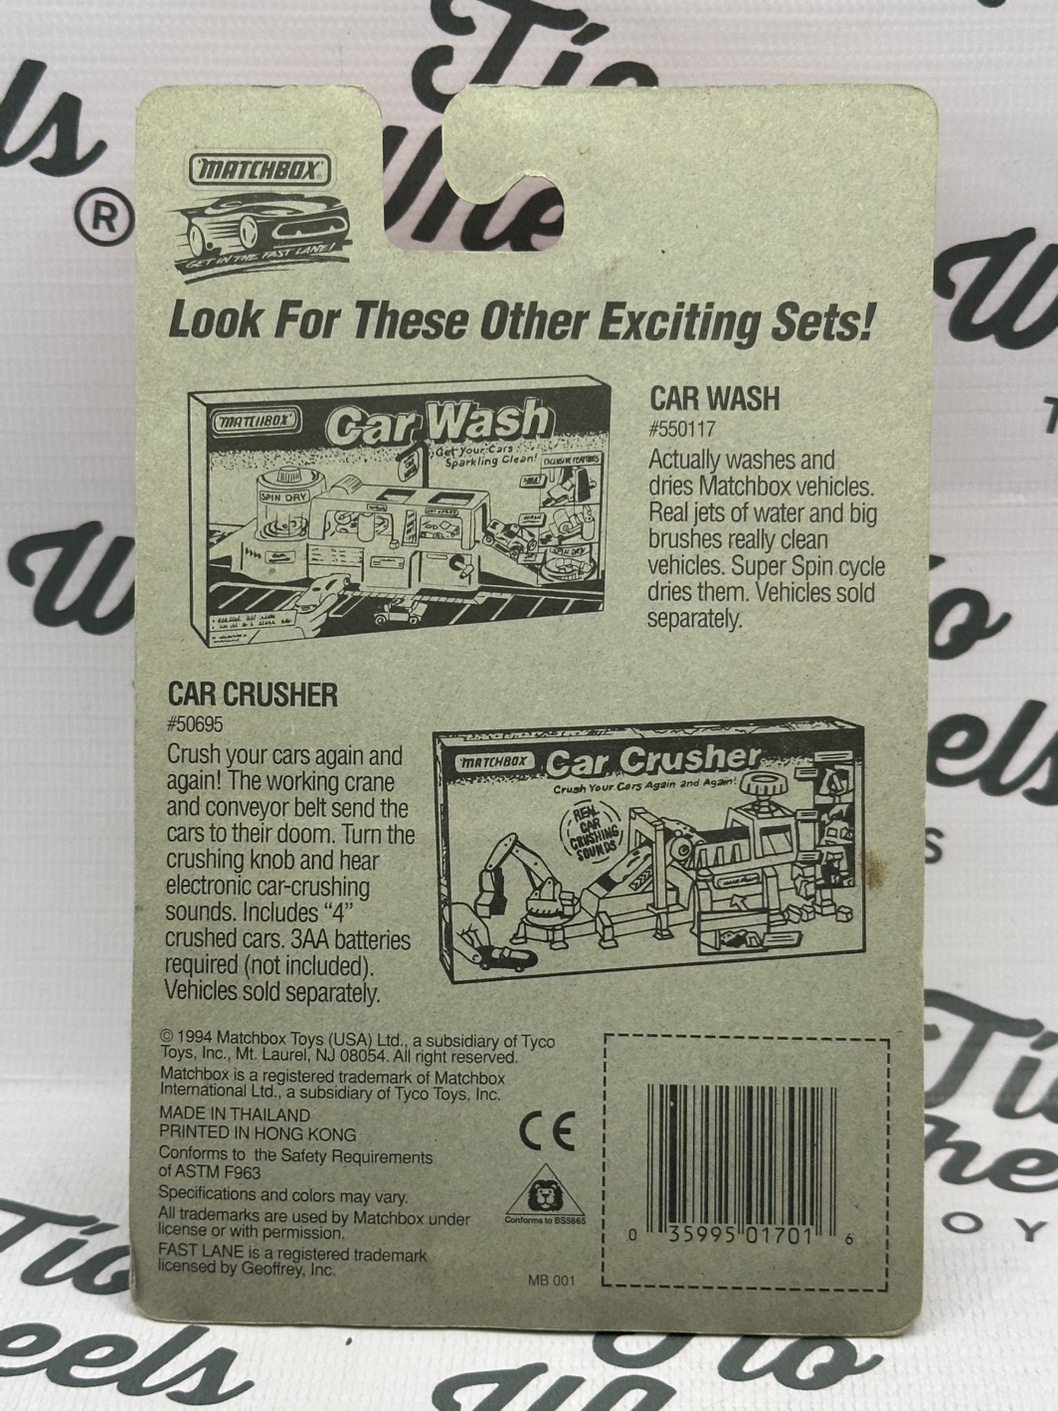 MATCHBOX
GET IN THE FAST LANE!
Look For These Other Exciting Sets!
MATCHBOX
Car Wash
Get Your Cars
Sparkling Clean!
SPIN DRY
SPIN DRY
CAR WASH
#550117
Actually washes and
dries Matchbox vehicles.
Real jets of water and big
brushes really clean
vehicles. Super Spin cycle
dries them. Vehicles sold
separately.
CAR CRUSHER
#50695
Crush your cars again and
again! The working crane
and conveyor belt send the
cars to their doom. Turn the
crushing knob and hear
electronic car-crushing
sounds. Includes “4”
crushed cars. 3AA batteries
required (not included).
Vehicles sold separately.
MATCHBOX
Car Crusher
Crush Your Cars Again and Again!
REAL
CAR
CRUSHING
SOUNDS
© 1994 Matchbox Toys (USA) Ltd., a subsidiary of Tyco
Toys, Inc., Mt. Laurel, NJ 08054. All right reserved.
Matchbox is a registered trademark of Matchbox
International Ltd., a subsidiary of Tyco Toys, Inc.
MADE IN THAILAND
PRINTED IN HONG KONG
Conforms to the Safety Requirements
of ASTM F963
Specifications and colors may vary.
All trademarks are used by Matchbox under
license or with permission.
FAST LANE is a registered trademark
licensed by Geoffrey, Inc.
CE
Conforms to BS5665
MB 001
0 35995 01701 6